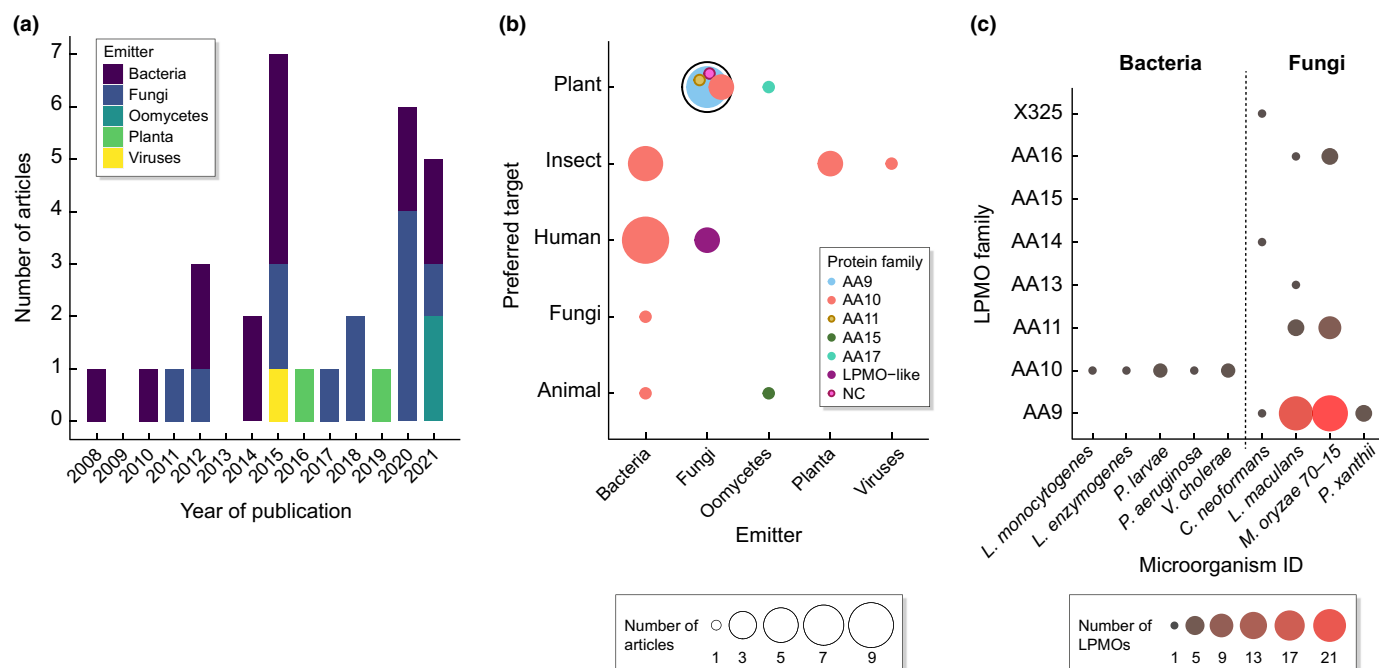 (a)
Number of articles
7
6
5
4
3
2
1
0
Emitter
Bacteria
Fungi
Oomycetes
Planta
Viruses
2008
2009
2010
2011
2012
2013
2014
2015
2016
2017
2018
2019
2020
2021
Year of publication
(b)
Preferred target
Plant
Insect
Human
Fungi
Animal
Protein family
AA9
AA10
AA11
AA15
AA17
LPMO-like
NC
Bacteria
Fungi
Oomycetes
Planta
Viruses
Emitter
Number of
articles
1 3 5 7 9
(c)
Bacteria Fungi
LPMO family
X325
AA16
AA15
AA14
AA13
AA11
AA10
AA9
L. monocytogenes
L. enzymogenes
P. larvae
P. aeruginosa
V. cholerae
C. neoformans
L. maculans
M. oryzae 70-15
P. xanthii
Microorganism ID
Number of
LPMOs
1 5 9 13 17 21